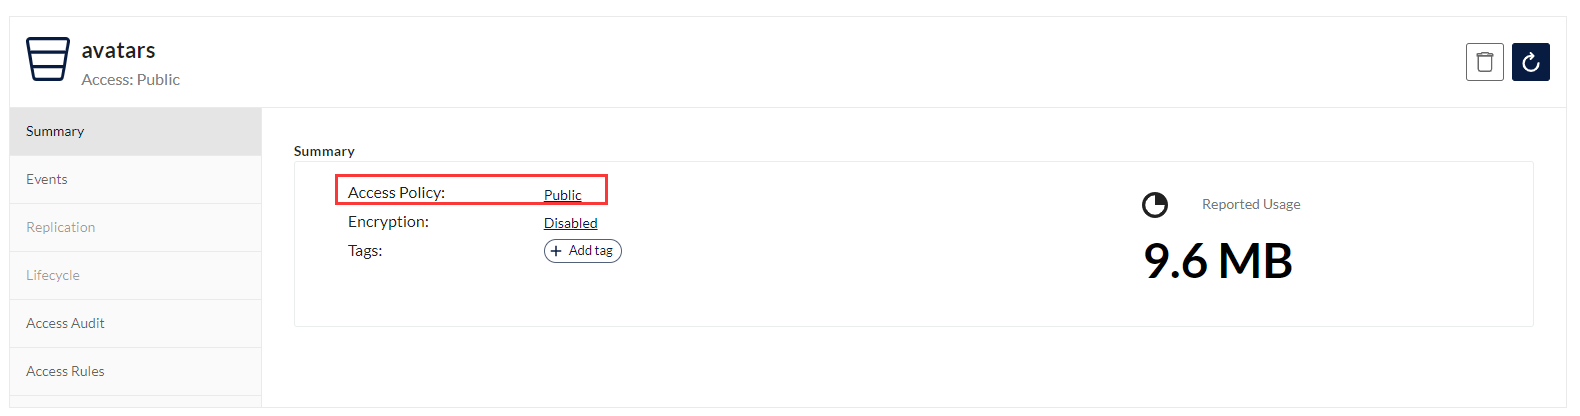 avatars
Access: Public
Summary
Events
Replication
Lifecycle
Access Audit
Access Rules
Summary
Access Policy: Public
Encryption: Disabled
Tags: + Add tag
Reported Usage
9.6 MB